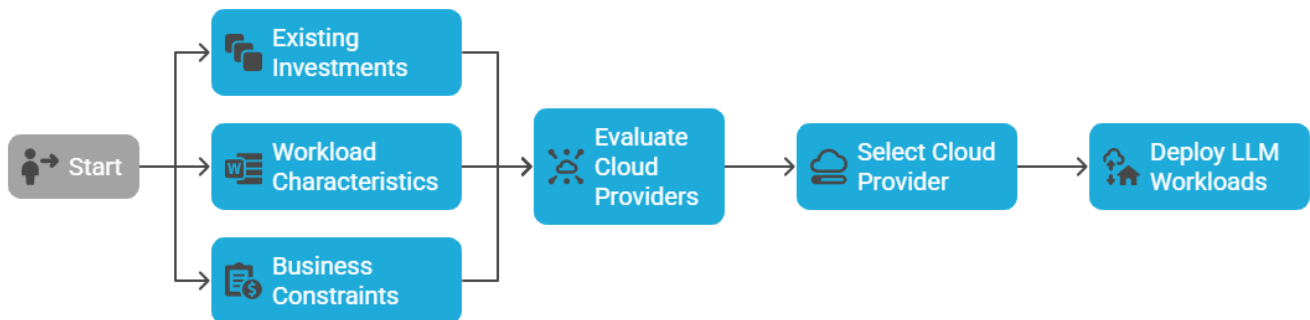 Start
Existing
Investments
Workload
Characteristics
Business
Constraints
Evaluate
Cloud
Providers
Select Cloud
Provider
Deploy LLM
Workloads